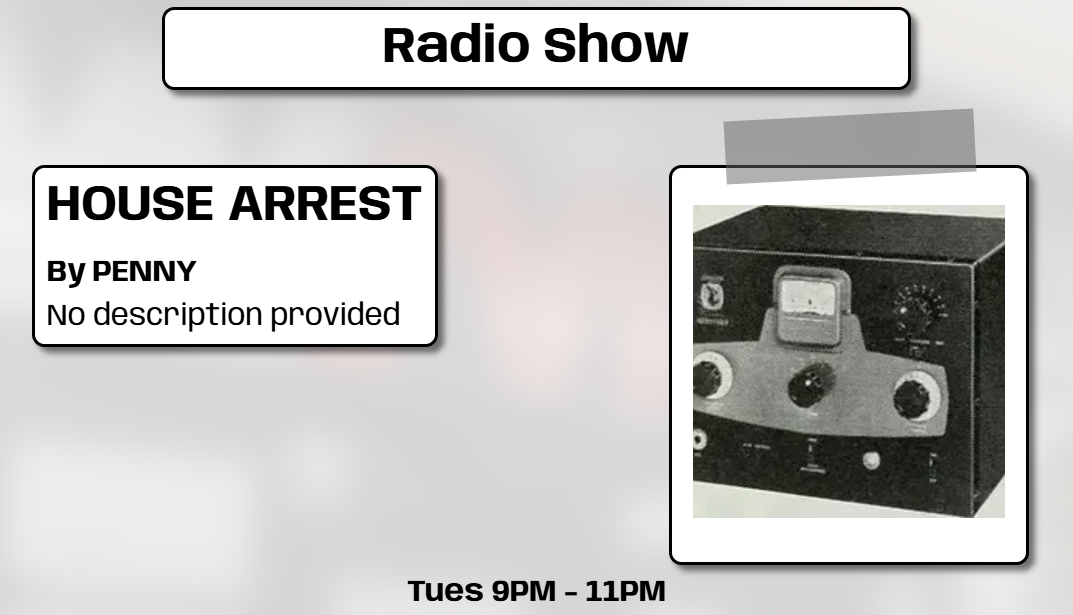 Radio Show
HOUSE ARREST
By PENNY
No description provided
Tues 9PM - 11PM